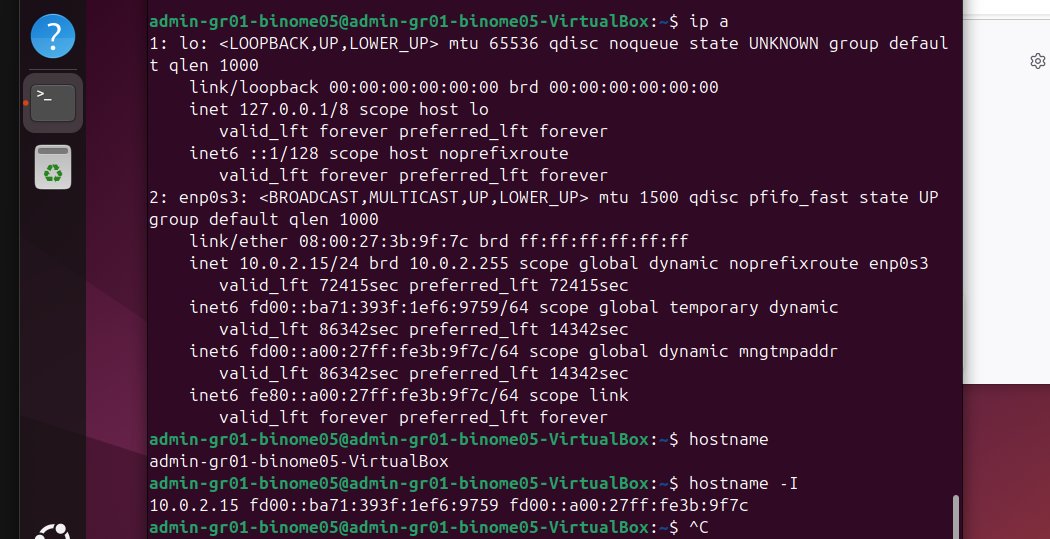 admin-gr01-binome05@admin-gr01-binome05-VirtualBox:~$ ip a
1: lo: <LOOPBACK,UP,LOWER_UP> mtu 65536 qdisc noqueue state UNKNOWN group defaul
t qlen 1000
    link/loopback 00:00:00:00:00:00 brd 00:00:00:00:00:00
    inet 127.0.0.1/8 scope host lo
       valid_lft forever preferred_lft forever
    inet6 ::1/128 scope host noprefixroute
       valid_lft forever preferred_lft forever
2: enp0s3: <BROADCAST,MULTICAST,UP,LOWER_UP> mtu 1500 qdisc pfifo_fast state UP
group default qlen 1000
    link/ether 08:00:27:3b:9f:7c brd ff:ff:ff:ff:ff:ff
    inet 10.0.2.15/24 brd 10.0.2.255 scope global dynamic noprefixroute enp0s3
       valid_lft 72415sec preferred_lft 72415sec
    inet6 fd00::ba71:393f:1ef6:9759/64 scope global temporary dynamic
       valid_lft 86342sec preferred_lft 14342sec
    inet6 fd00::a00:27ff:fe3b:9f7c/64 scope global dynamic mngtmpaddr
       valid_lft 86342sec preferred_lft 14342sec
    inet6 fe80::a00:27ff:fe3b:9f7c/64 scope link
       valid_lft forever preferred_lft forever
admin-gr01-binome05@admin-gr01-binome05-VirtualBox:~$ hostname
admin-gr01-binome05-VirtualBox
admin-gr01-binome05@admin-gr01-binome05-VirtualBox:~$ hostname -I
10.0.2.15 fd00::ba71:393f:1ef6:9759 fd00::a00:27ff:fe3b:9f7c
admin-gr01-binome05@admin-gr01-binome05-VirtualBox:~$ ^C